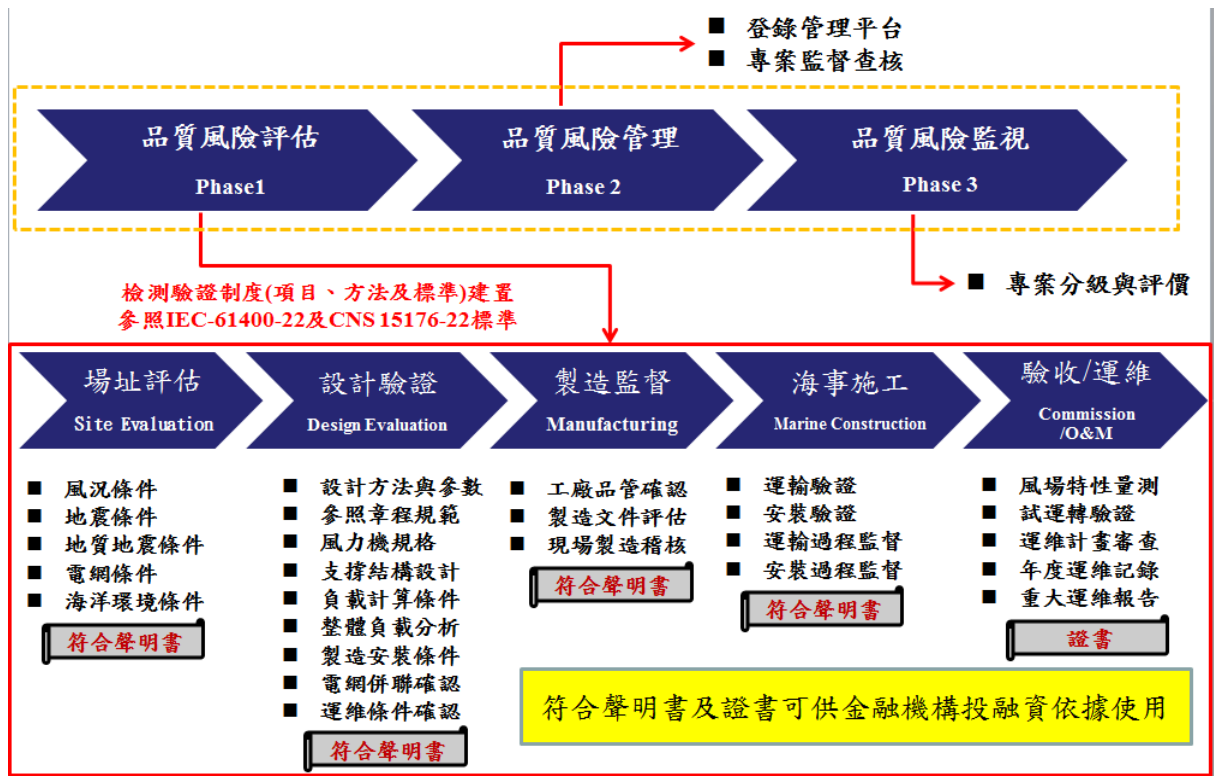 ■ 登錄管理平台
■ 專案監督查核
品質風險評估
Phase1
品質風險管理
Phase 2
品質風險監視
Phase 3
■ 專案分級與評價
檢測驗證制度(項目、方法及標準)建置
參照IEC-61400-22及CNS 15176-22標準
場址評估
Site Evaluation
■ 風況條件
■ 地震條件
■ 地質地震條件
■ 電網條件
■ 海洋環境條件
符合聲明書
設計驗證
Design Evaluation
■ 設計方法與參數
■ 參照章程規範
■ 風力機規格
■ 支撐結構設計
■ 負載計算條件
■ 整體負載分析
■ 製造安裝條件
■ 電網併聯確認
■ 運維條件確認
符合聲明書
製造監督
Manufacturing
■ 工廠品管確認
■ 製造文件評估
■ 現場製造稽核
符合聲明書
海事施工
Marine Construction
■ 運輸驗證
■ 安裝驗證
■ 運輸過程監督
■ 安裝過程監督
符合聲明書
驗收/運維
Commission
/O&M
■ 風場特性量測
■ 試運轉驗證
■ 運維計畫審查
■ 年度運維記錄
■ 重大運維報告
證書
符合聲明書及證書可供金融機構投融資依據使用